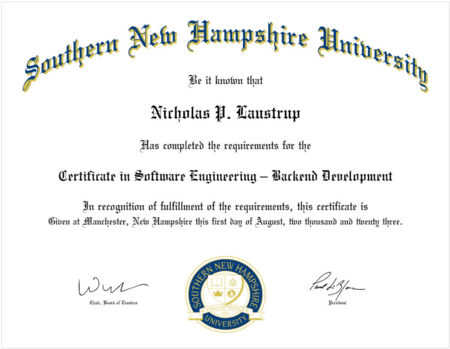 Southern New Hampshire University
Be it known that
Nicholas P. Laustrup
Has completed the requirements for the
Certificate in Software Engineering – Backend Development
In recognition of fulfillment of the requirements, this certificate is
Given at Manchester, New Hampshire this first day of August, two thousand and twenty three.
Chair, Board of Trustees
SOUTHERN NEW HAMPSHIRE
UNIVERSITY
President